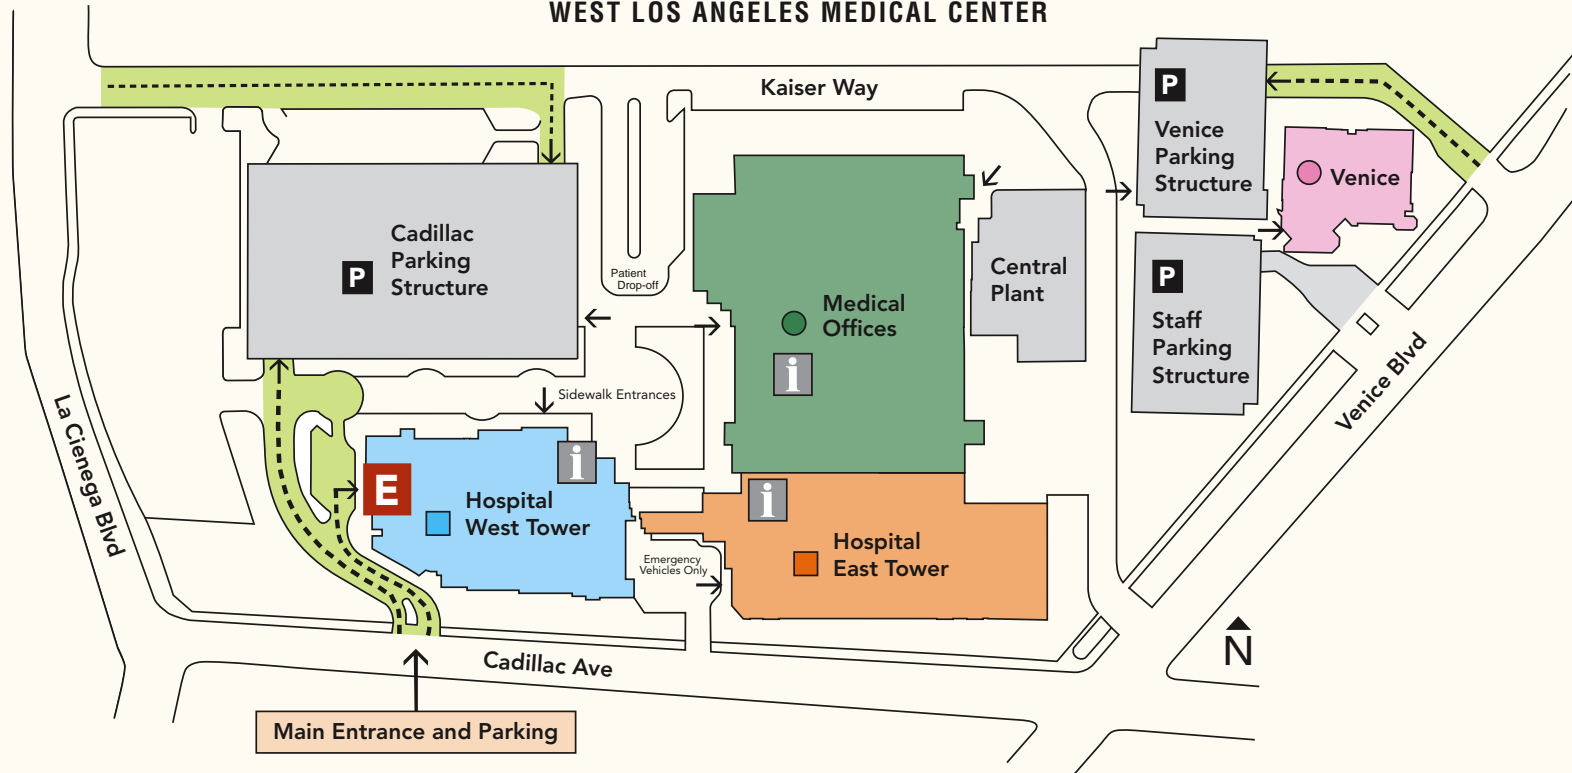 WEST LOS ANGELES MEDICAL CENTER
Kaiser Way
P
Venice
Parking
Structure
Venice
Cadillac
Parking
Structure
P
Patient
Drop-off
Medical
Offices
i
Central
Plant
P
Staff
Parking
Structure
Venice Blvd
La Cienega Blvd
Sidewalk Entrances
i
E
Hospital
West Tower
i
Hospital
East Tower
Emergency
Vehicles Only
N
Cadillac Ave
Main Entrance and Parking